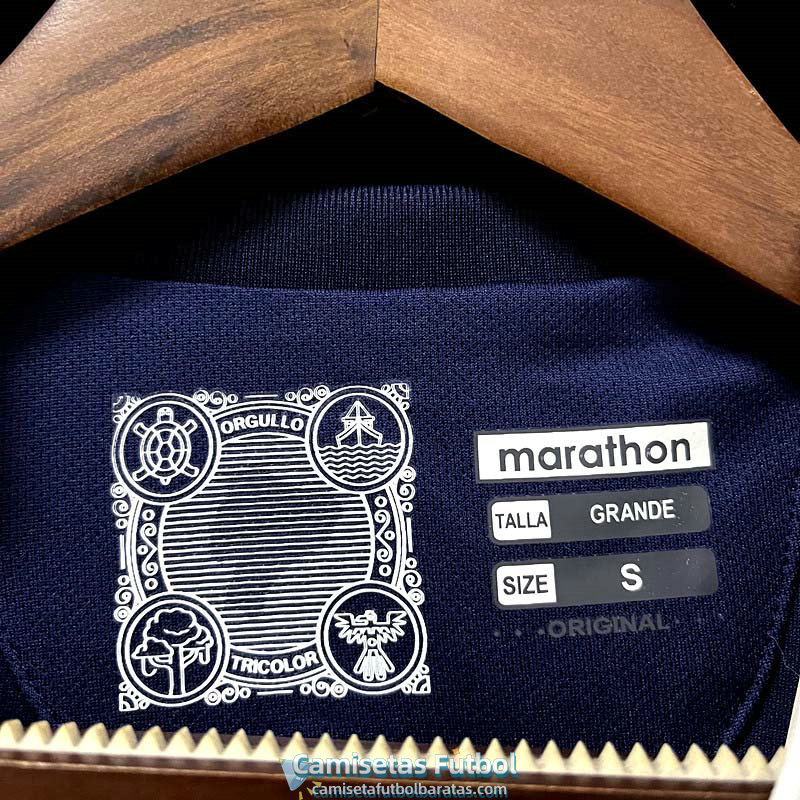 ORGULLO
TRICOLOR
marathon
TALLA GRANDE
SIZE S
ORIGINAL
Camisetas Futbol
camisetafutbolbaratas.com